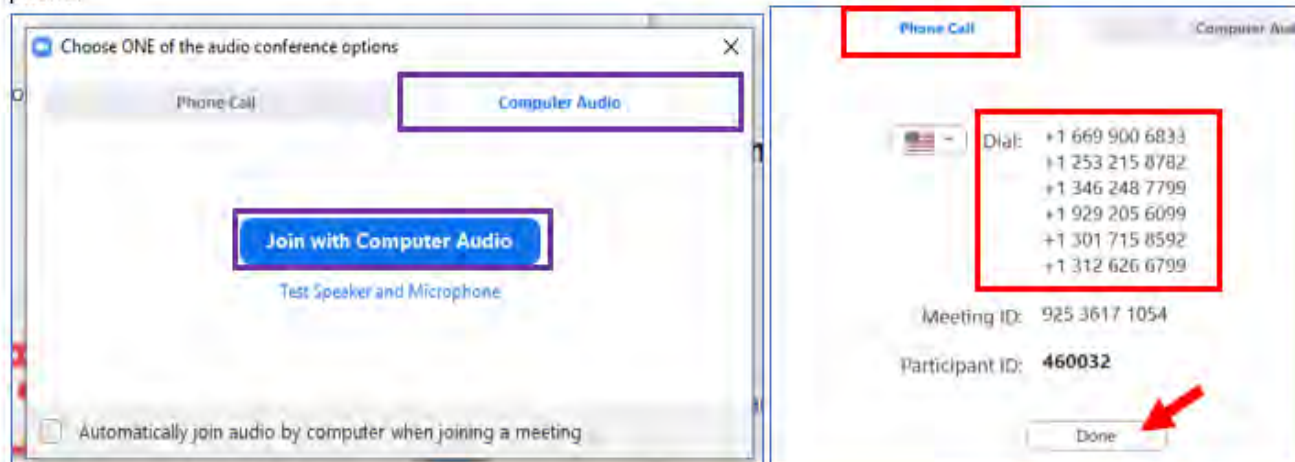 Choose ONE of the audio conference options
Phone Call
Computer Audio
Join with Computer Audio
Test Speaker and Microphone
Automatically join audio by computer when joining a meeting
Phone Call
Computer
Dial:
+1 669 900 6833
+1 253 215 8782
+1 346 248 7799
+1 929 205 6099
+1 301 715 8592
+1 312 626 6799
Meeting ID: 925 3617 1054
Participant ID: 460032
Done